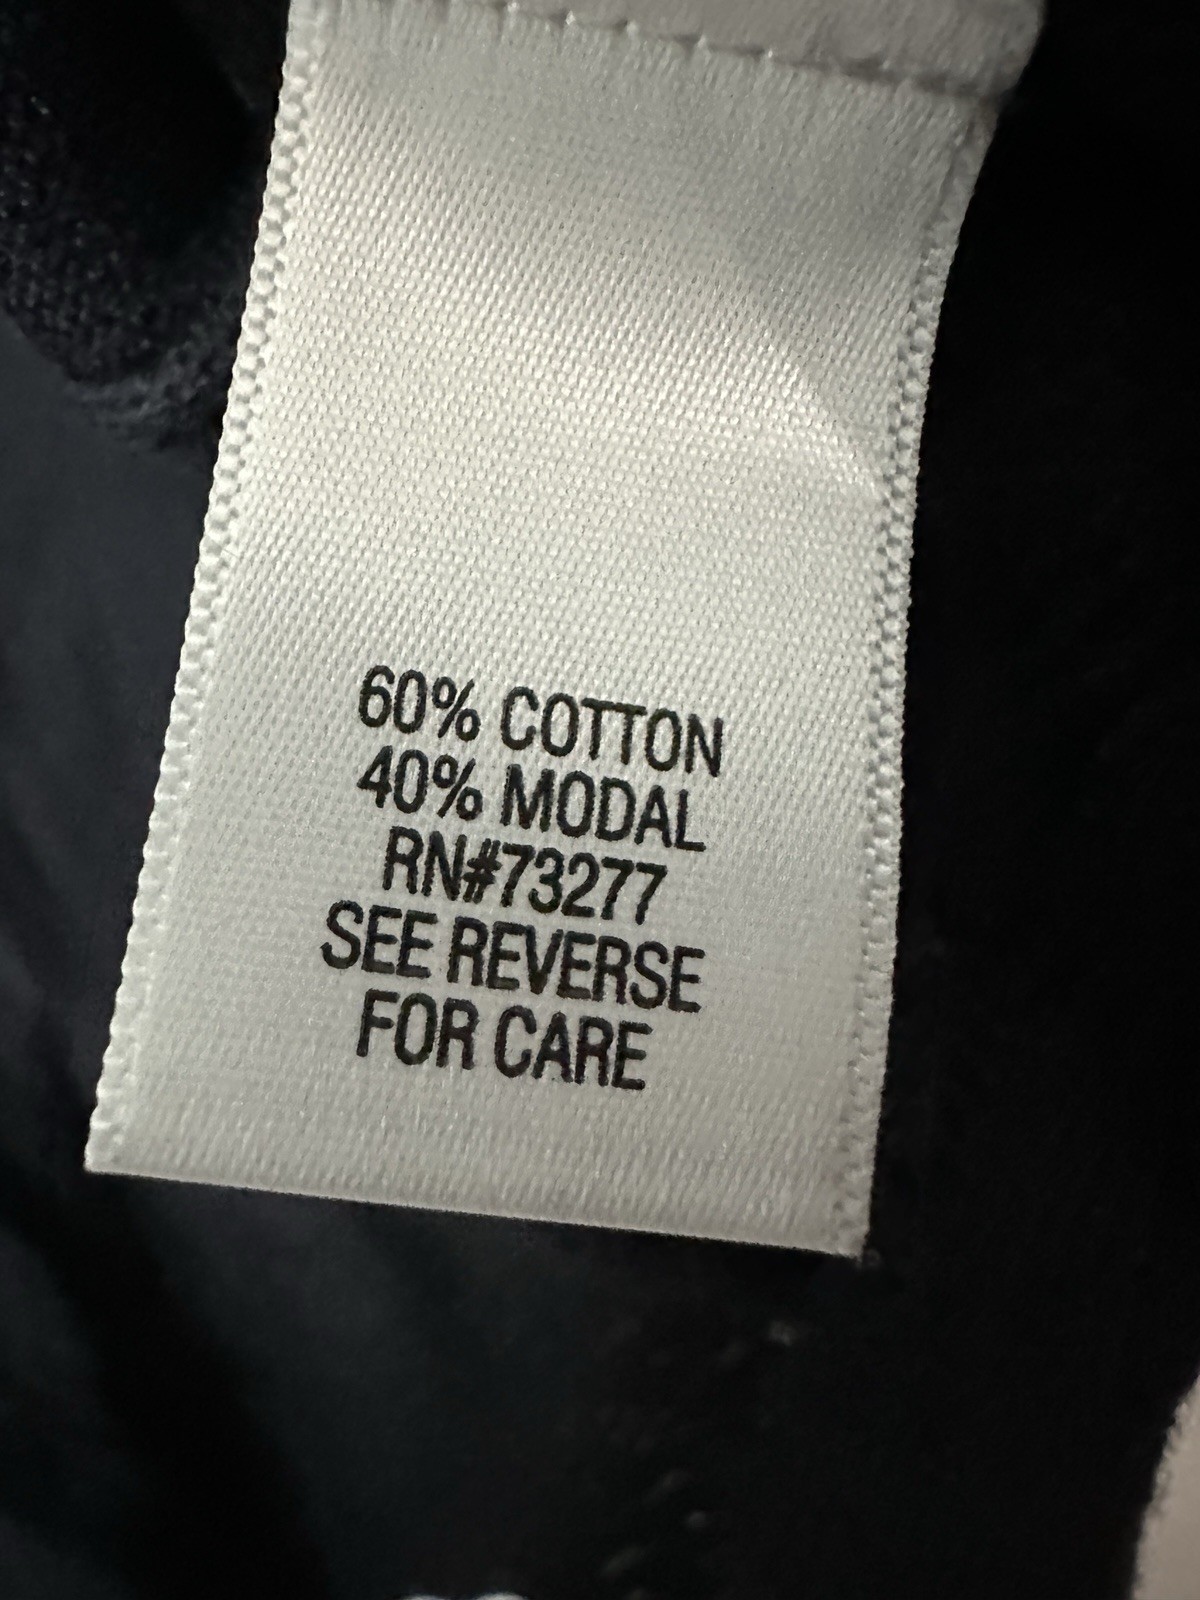 60% COTTON
40% MODAL
RN#73277
SEE REVERSE
FOR CARE